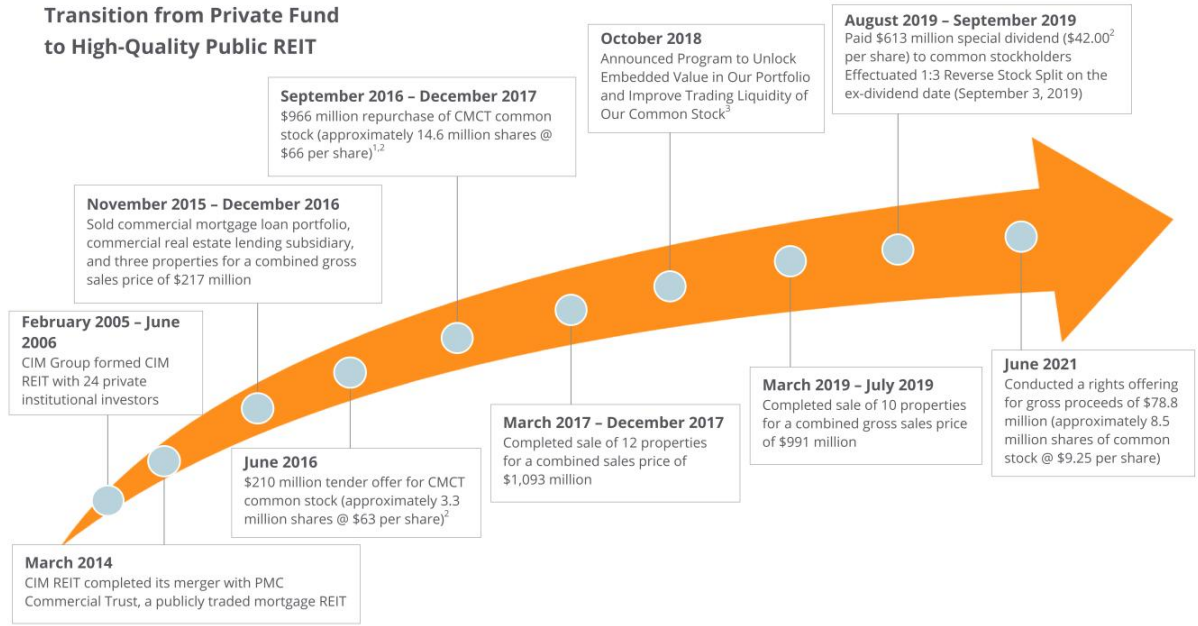 Transition from Private Fund
to High-Quality Public REIT
February 2005 – June
2006
CIM Group formed CIM
REIT with 24 private
institutional investors
March 2014
CIM REIT completed its merger with PMC
Commercial Trust, a publicly traded mortgage REIT
November 2015 – December 2016
Sold commercial mortgage loan portfolio,
commercial real estate lending subsidiary,
and three properties for a combined gross
sales price of $217 million
June 2016
$210 million tender offer for CMCT
common stock (approximately 3.3
million shares @ $63 per share)²
September 2016 – December 2017
$966 million repurchase of CMCT common
stock (approximately 14.6 million shares @
$66 per share)¹,²
March 2017 – December 2017
Completed sale of 12 properties
for a combined sales price of
$1,093 million
October 2018
Announced Program to Unlock
Embedded Value in Our Portfolio
and Improve Trading Liquidity of
Our Common Stock³
March 2019 – July 2019
Completed sale of 10 properties
for a combined gross sales price
of $991 million
August 2019 – September 2019
Paid $613 million special dividend ($42.00²
per share) to common stockholders
Effectuated 1:3 Reverse Stock Split on the
ex-dividend date (September 3, 2019)
June 2021
Conducted a rights offering
for gross proceeds of $78.8
million (approximately 8.5
million shares of common
stock @ $9.25 per share)